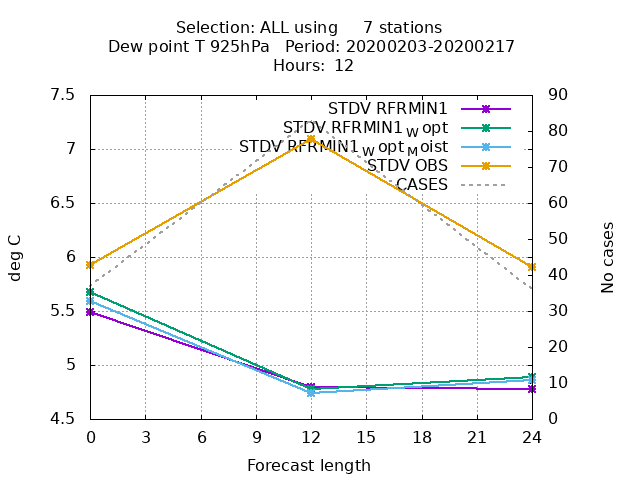 Selection: ALL using     7 stations
Dew point T 925hPa   Period: 20200203-20200217
Hours:  12
7.5
7
6.5
6
5.5
5
4.5
deg C
STDV RFRMIN1
STDV RFRMIN1W opt
STDV RFRMIN1W opt Moist
STDV OBS
CASES
90
80
70
60
50
40
30
20
10
0
No cases
0 3 6 9 12 15 18 21 24
Forecast length